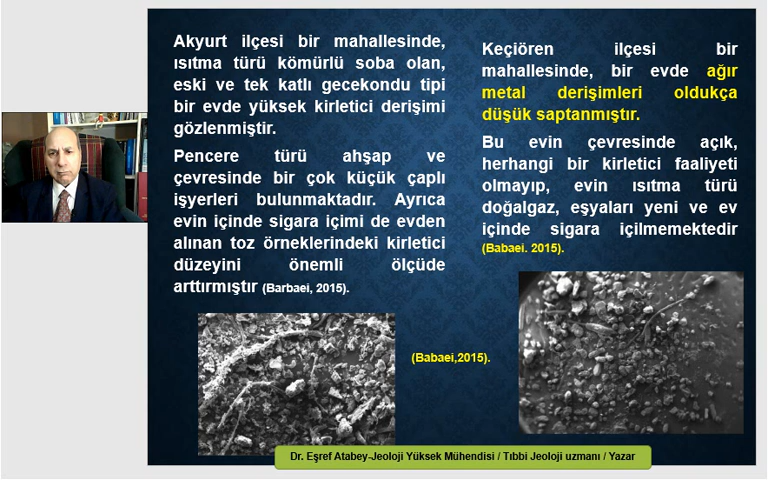 Akyurt ilçesi bir mahallesinde,
ısıtma türü kömürlü soba olan,
eski ve tek katlı gecekondu tipi
bir evde yüksek kirletici derişimi
gözlenmiştir.
Pencere türü ahşap ve
çevresinde bir çok küçük çaplı
işyerleri bulunmaktadır. Ayrıca
evin içinde sigara içimi de evden
alınan toz örneklerindeki kirletici
düzeyini önemli ölçüde
arttırmıştır (Barbaei, 2015).
Keçiören ilçesi bir
mahallesinde, bir evde ağır
metal derişimleri oldukça
düşük saptanmıştır.
Bu evin çevresinde açık,
herhangi bir kirletici faaliyeti
olmayıp, evin ısıtma türü
doğalgaz, eşyaları yeni ve ev
içinde sigara içilmemektedir
(Babaei. 2015).
(Babaei,2015).
Dr. Eşref Atabey-Jeoloji Yüksek Mühendisi / Tıbbi Jeoloji uzmanı / Yazar